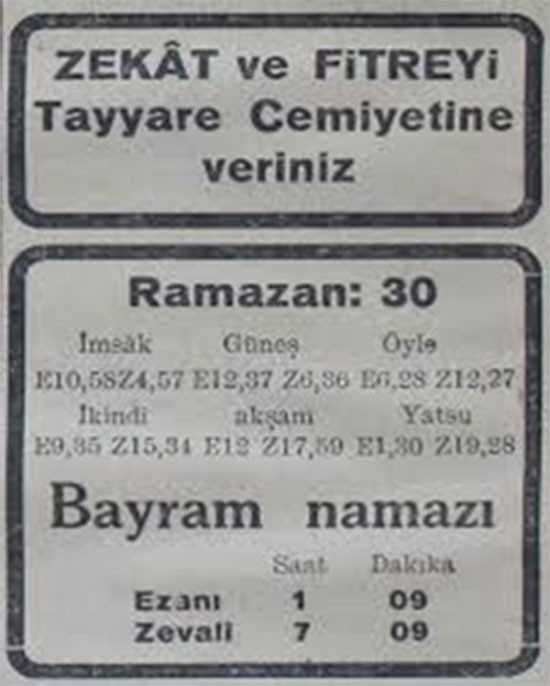 ZEKÂT ve FiTREYi
Tayyare Cemiyetine
veriniz
Ramazan: 30
İmsâk Güneş Öyle
E10,58Z4,57 E12,37 Z6,36 E6,28 Z12,27
İkindi akşam Yatsu
E9,35 Z15,34 E12 Z17,59 E1,30 Z19,28
Bayram namazı
Saat Dakıka
Ezanı 1 09
Zevali 7 09